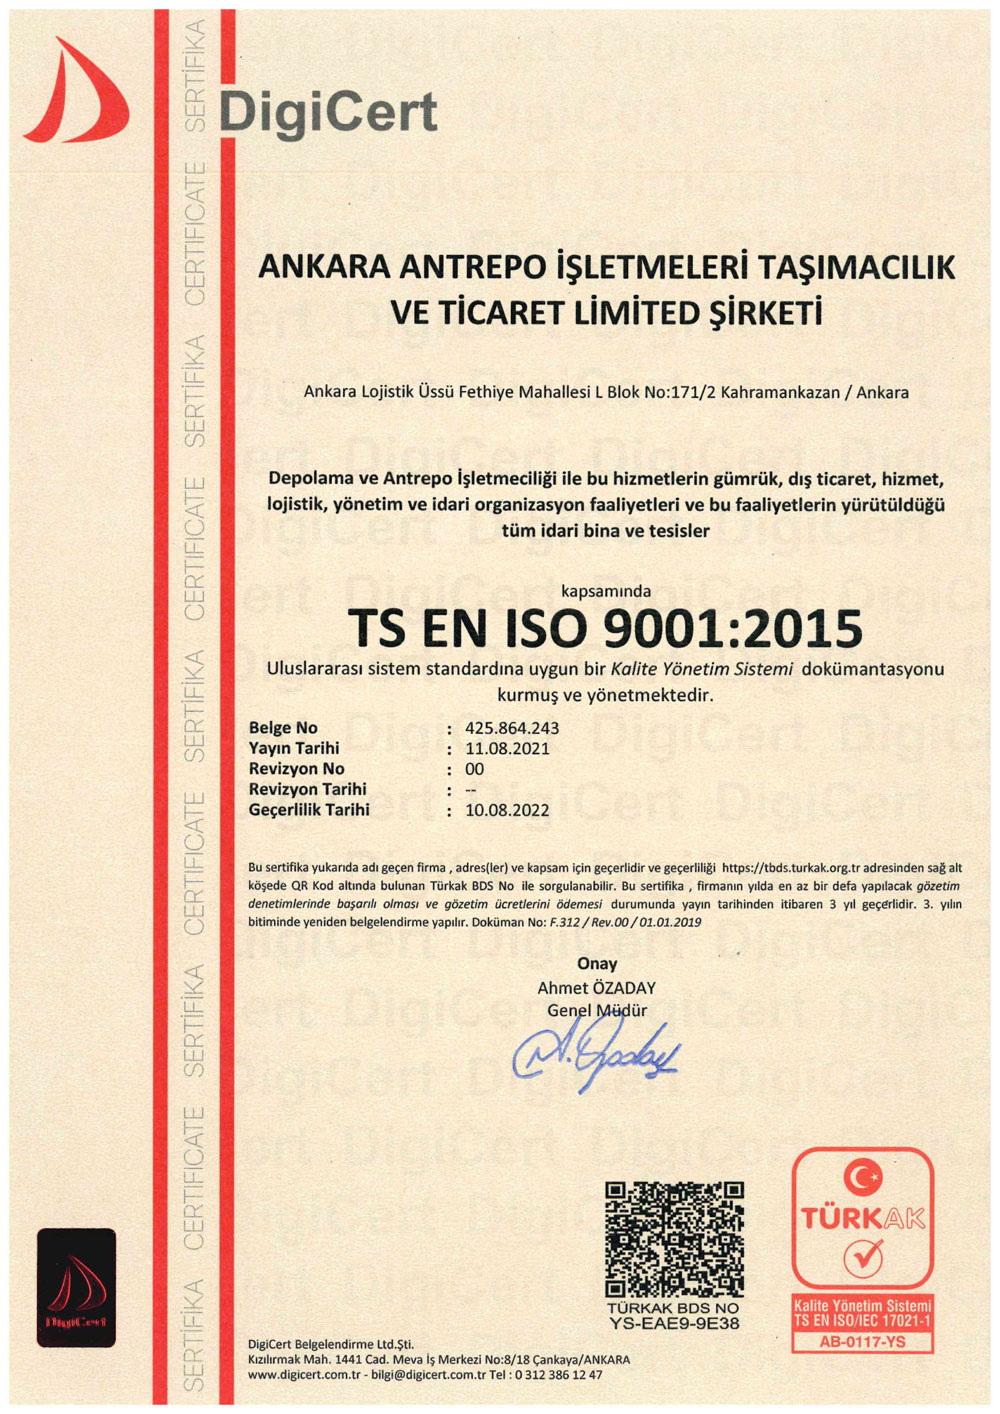 DigiCert
SERTİFİKA CERTIFICATE SERTİFİKA CERTIFICATE SERTİFİKA CERTIFICATE SERTİFİKA CERTIFICATE SERTİFİKA
ANKARA ANTREPO İŞLETMELERİ TAŞIMACILIK
VE TİCARET LİMİTED ŞİRKETİ
Ankara Lojistik Üssü Fethiye Mahallesi L Blok No:171/2 Kahramankazan / Ankara
Depolama ve Antrepo İşletmeciliği ile bu hizmetlerin gümrük, dış ticaret, hizmet,
lojistik, yönetim ve idari organizasyon faaliyetleri ve bu faaliyetlerin yürütüldüğü
tüm idari bina ve tesisler
kapsamında
TS EN ISO 9001:2015
Uluslararası sistem standardına uygun bir Kalite Yönetim Sistemi dokümantasyonu
kurmuş ve yönetmektedir.
Belge No : 425.864.243
Yayın Tarihi : 11.08.2021
Revizyon No : 00
Revizyon Tarihi : --
Geçerlilik Tarihi : 10.08.2022
Bu sertifika yukarıda adı geçen firma , adres(ler) ve kapsam için geçerlidir ve geçerliliği https://tbds.turkak.org.tr adresinden sağ alt
köşede QR Kod altında bulunan Türkak BDS No ile sorgulanabilir. Bu sertifika , firmanın yılda en az bir defa yapılacak gözetim
denetimlerinde başarılı olması ve gözetim ücretlerini ödemesi durumunda yayın tarihinden itibaren 3 yıl geçerlidir. 3. yılın
bitiminde yeniden belgelendirme yapılır. Doküman No: F.312 / Rev.00 / 01.01.2019
Onay
Ahmet ÖZADAY
Genel Müdür
A. Özaday
TÜRKAK BDS NO
YS-EAE9-9E38
TÜRKAK
Kalite Yönetim Sistemi
TS EN ISO/IEC 17021-1
AB-0117-YS
DigiCert
DigiCert Belgelendirme Ltd.Şti.
Kızılırmak Mah. 1441 Cad. Meva İş Merkezi No:8/18 Çankaya/ANKARA
www.digicert.com.tr - bilgi@digicert.com.tr Tel : 0 312 386 12 47